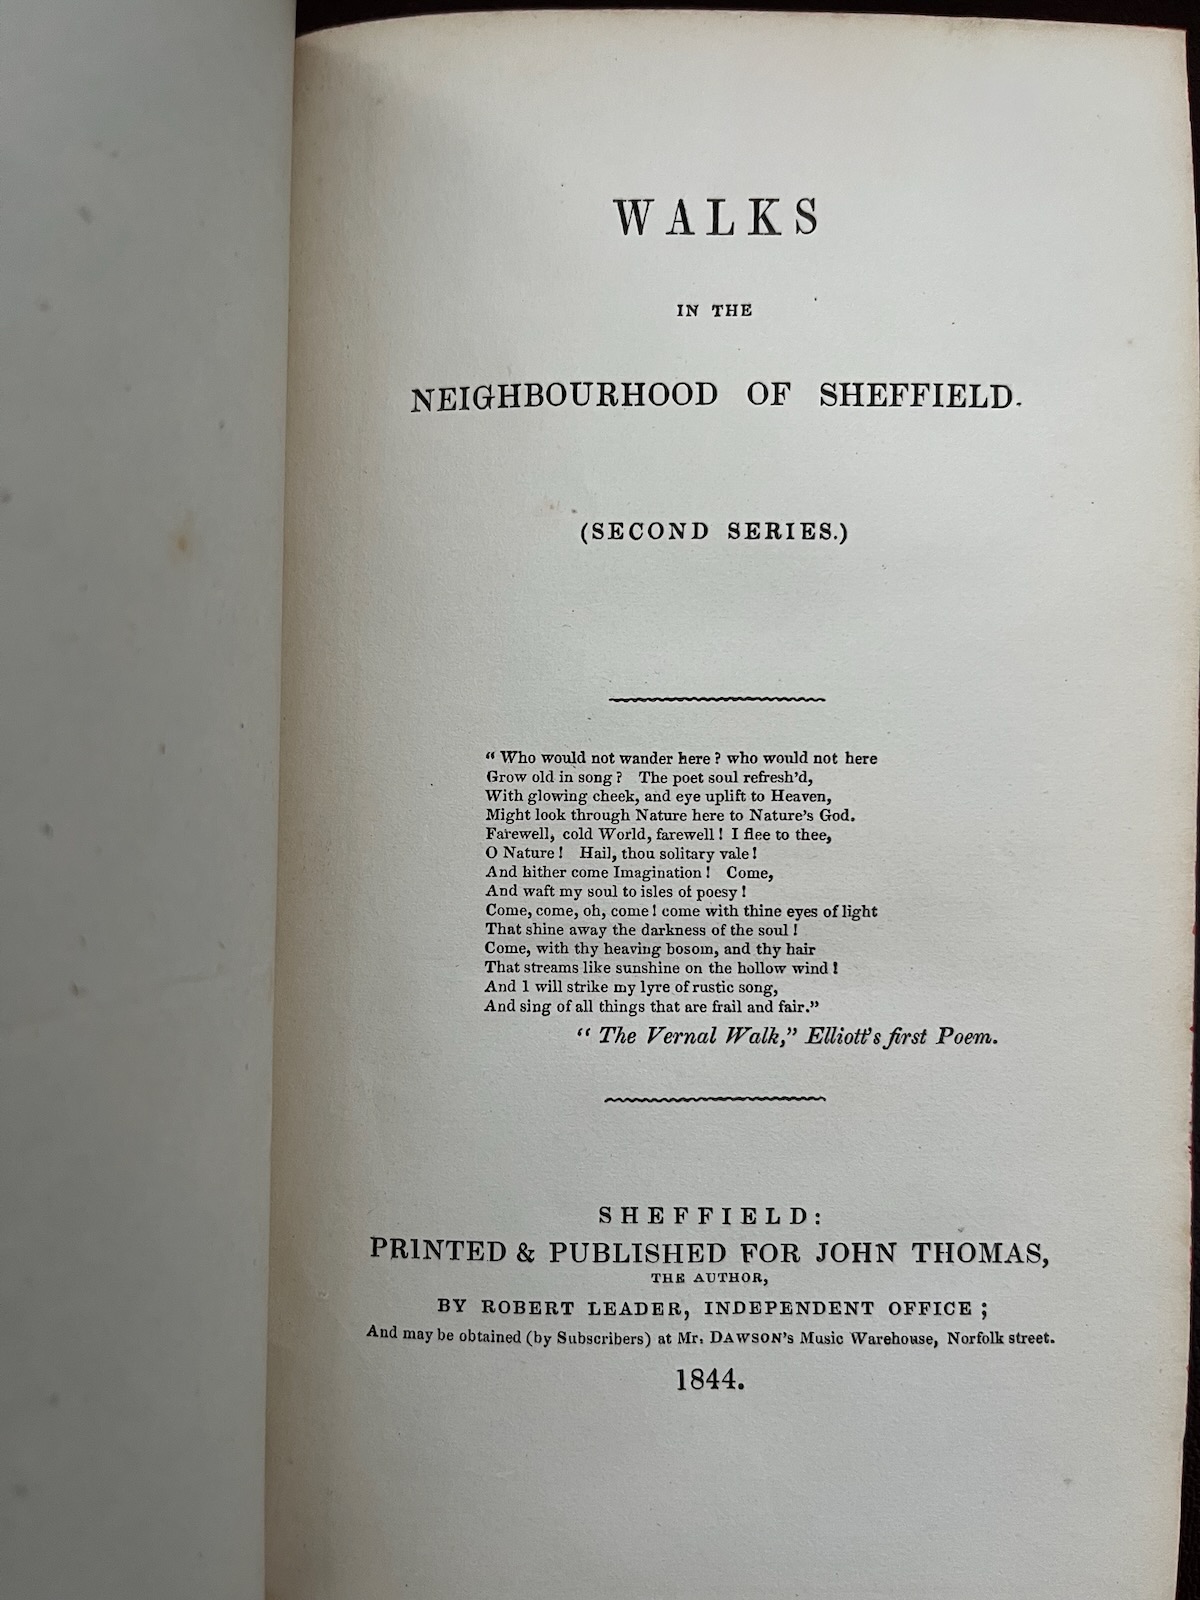 WALKS
IN THE
NEIGHBOURHOOD OF SHEFFIELD.
(SECOND SERIES.)
“ Who would not wander here ? who would not here
Grow old in song ? The poet soul refresh’d,
With glowing cheek, and eye uplift to Heaven,
Might look through Nature here to Nature’s God.
Farewell, cold World, farewell ! I flee to thee,
O Nature ! Hail, thou solitary vale !
And hither come Imagination ! Come,
And waft my soul to isles of poesy !
Come, come, oh, come ! come with thine eyes of light
That shine away the darkness of the soul !
Come, with thy heaving bosom, and thy hair
That streams like sunshine on the hollow wind !
And 1 will strike my lyre of rustic song,
And sing of all things that are frail and fair.”
“ The Vernal Walk,” Elliott’s first Poem.
SHEFFIELD:
PR1NTED & PUBLISHED FOR JOHN THOMAS,
THE AUTHOR,
BY ROBERT LEADER, INDEPENDENT OFFICE ;
And may be obtained (by Subscribers) at Mr. DAWSON’s Music Warehouse, Norfolk street.
1844.